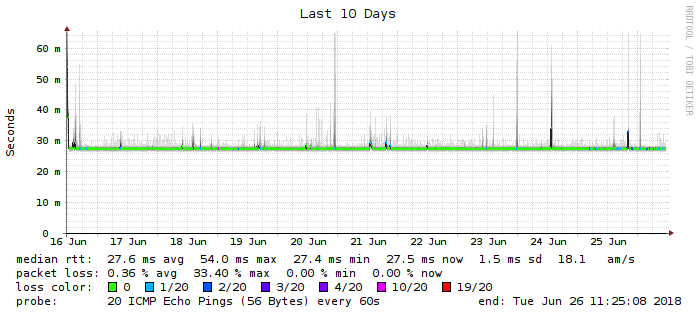 Last 10 Days
RRDTOOL / TOBI OETIKER
Seconds
60 m
50 m
40 m
30 m
20 m
10 m
0
16 Jun 17 Jun 18 Jun 19 Jun 20 Jun 21 Jun 22 Jun 23 Jun 24 Jun 25 Jun
median rtt: 27.6 ms avg 54.0 ms max 27.4 ms min 27.5 ms now 1.5 ms sd 18.1 am/s
packet loss: 0.36 % avg 33.40 % max 0.00 % min 0.00 % now
loss color: 0 1/20 2/20 3/20 4/20 10/20 19/20
probe: 20 ICMP Echo Pings (56 Bytes) every 60s end: Tue Jun 26 11:25:08 2018